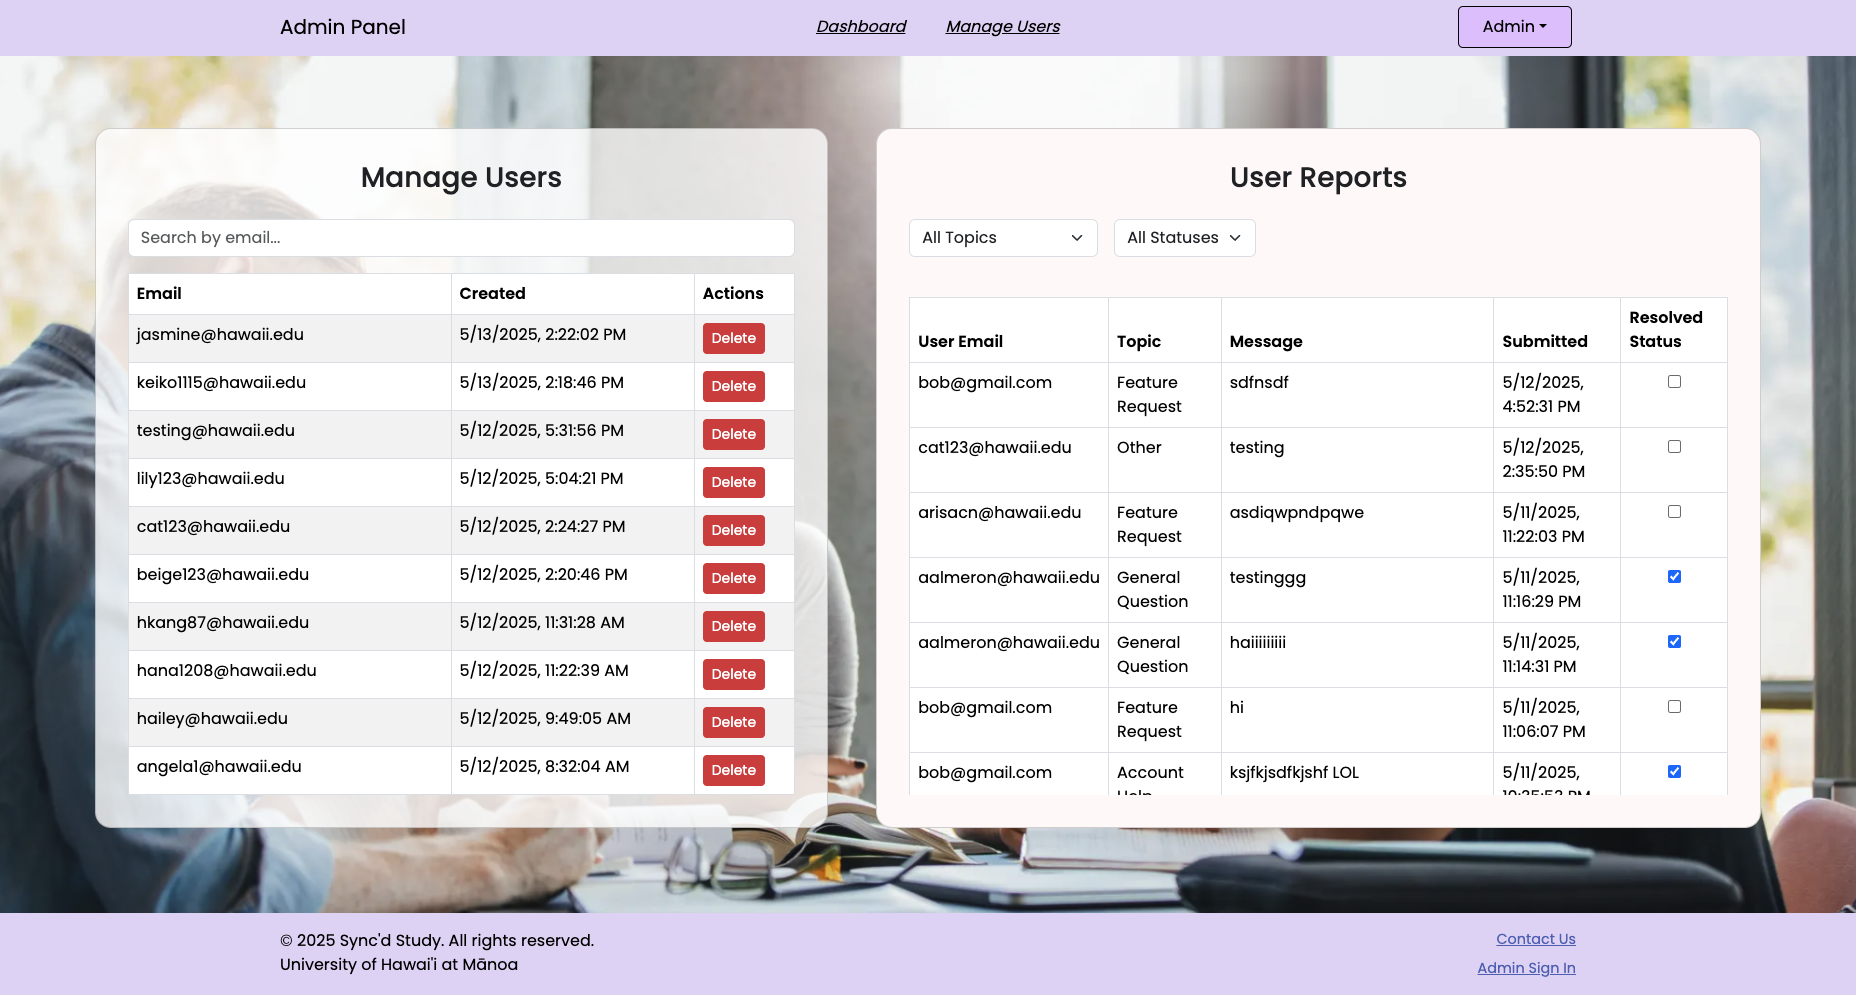 Admin Panel
Dashboard
Manage Users
Admin
Manage Users
Search by email...
Email Created Actions
jasmine@hawaii.edu 5/13/2025, 2:22:02 PM Delete
keiko1115@hawaii.edu 5/13/2025, 2:18:46 PM Delete
testing@hawaii.edu 5/12/2025, 5:31:56 PM Delete
lily123@hawaii.edu 5/12/2025, 5:04:21 PM Delete
cat123@hawaii.edu 5/12/2025, 2:24:27 PM Delete
beige123@hawaii.edu 5/12/2025, 2:20:46 PM Delete
hkang87@hawaii.edu 5/12/2025, 11:31:28 AM Delete
hana1208@hawaii.edu 5/12/2025, 11:22:39 AM Delete
hailey@hawaii.edu 5/12/2025, 9:49:05 AM Delete
angela1@hawaii.edu 5/12/2025, 8:32:04 AM Delete
User Reports
All Topics
All Statuses
Resolved
User Email Topic Message Submitted Status
bob@gmail.com Feature sdfnsdf 5/12/2025,
Request 4:52:31 PM
cat123@hawaii.edu Other testing 5/12/2025,
2:35:50 PM
arisacn@hawaii.edu Feature asdiqwpndpqwe 5/11/2025,
Request 11:22:03 PM
aalmeron@hawaii.edu General testinggg 5/11/2025,
Question 11:16:29 PM
aalmeron@hawaii.edu General haiiiiiiiii 5/11/2025,
Question 11:14:31 PM
bob@gmail.com Feature hi 5/11/2025,
Request 11:06:07 PM
bob@gmail.com Account ksjfkjsdfkjshf LOL 5/11/2025,
© 2025 Sync'd Study. All rights reserved.
University of Hawai'i at Mānoa
Contact Us
Admin Sign In